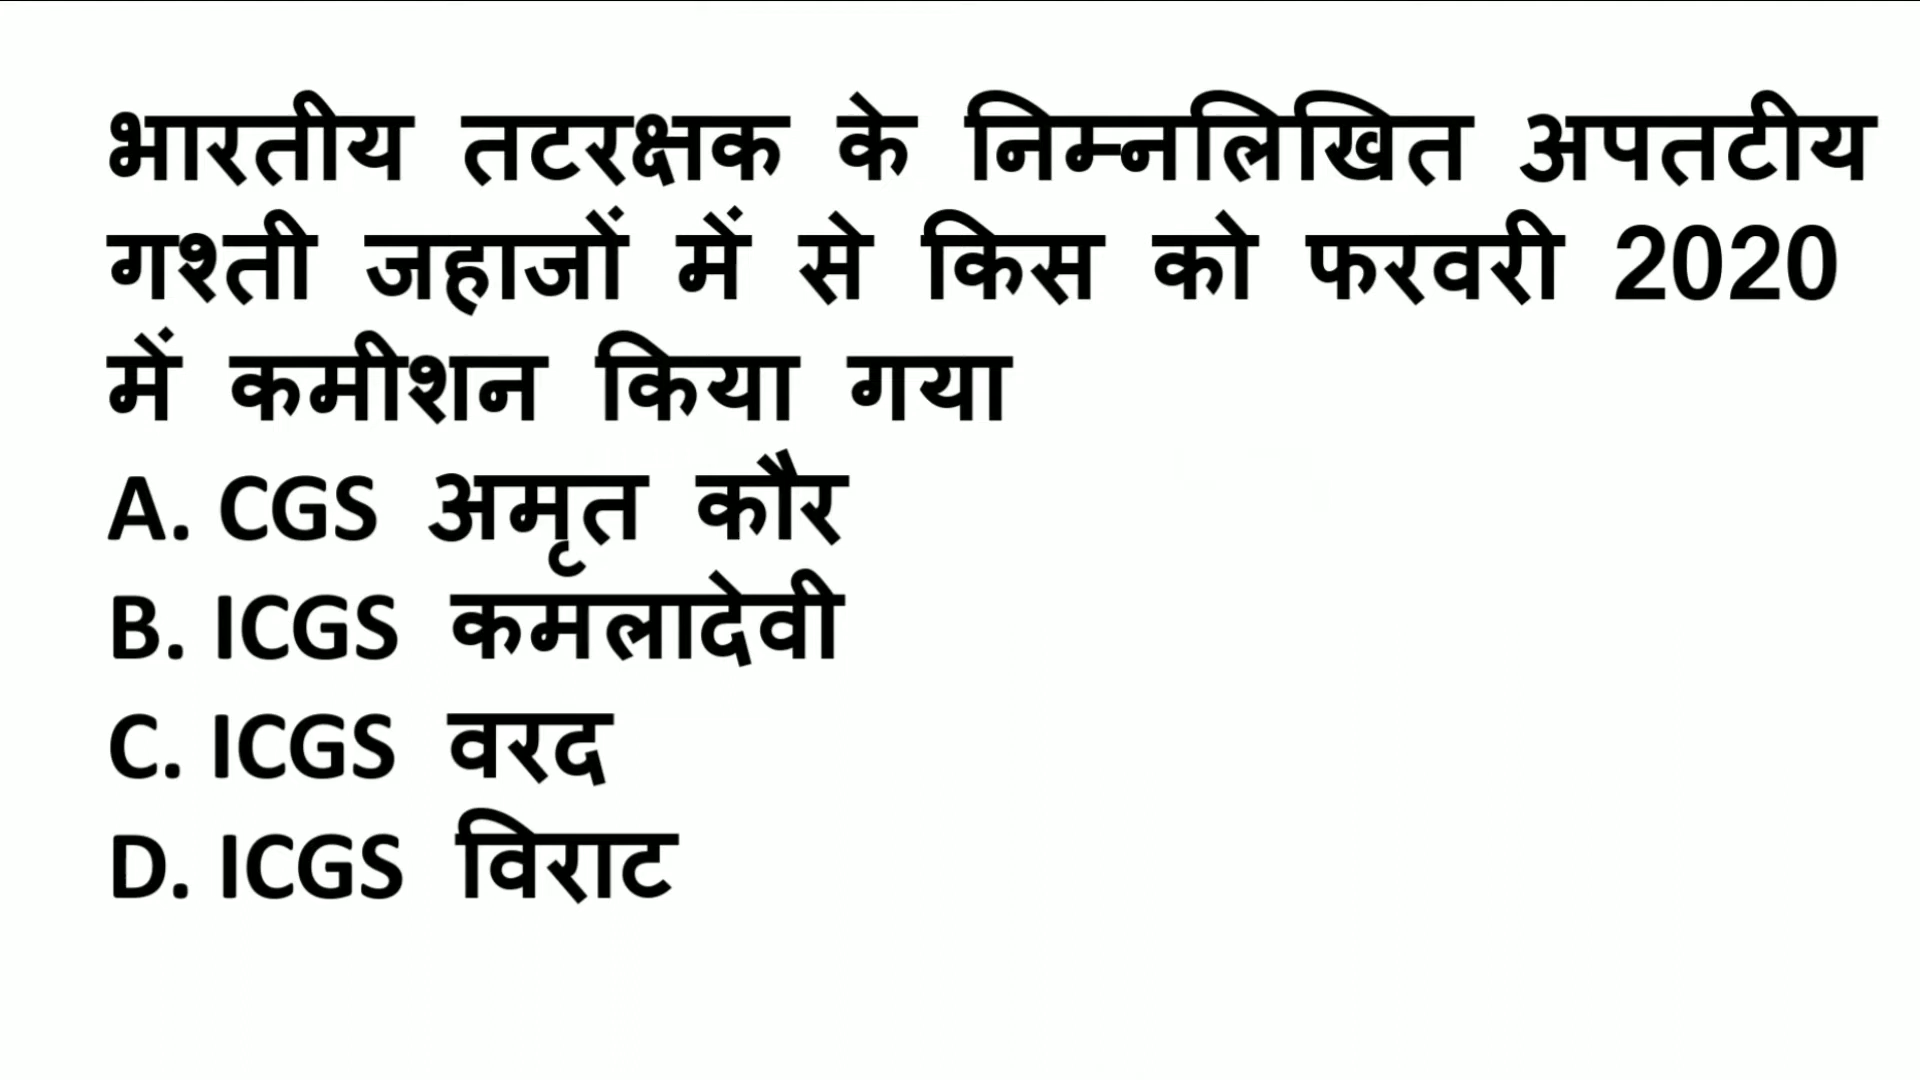 भारतीय तटरक्षक के निम्नलिखित अपतटीय
गश्ती जहाजों में से किस को फरवरी 2020
में कमीशन किया गया
A. CGS अमृत कौर
B. ICGS कमलादेवी
C. ICGS वरद
D. ICGS विराट